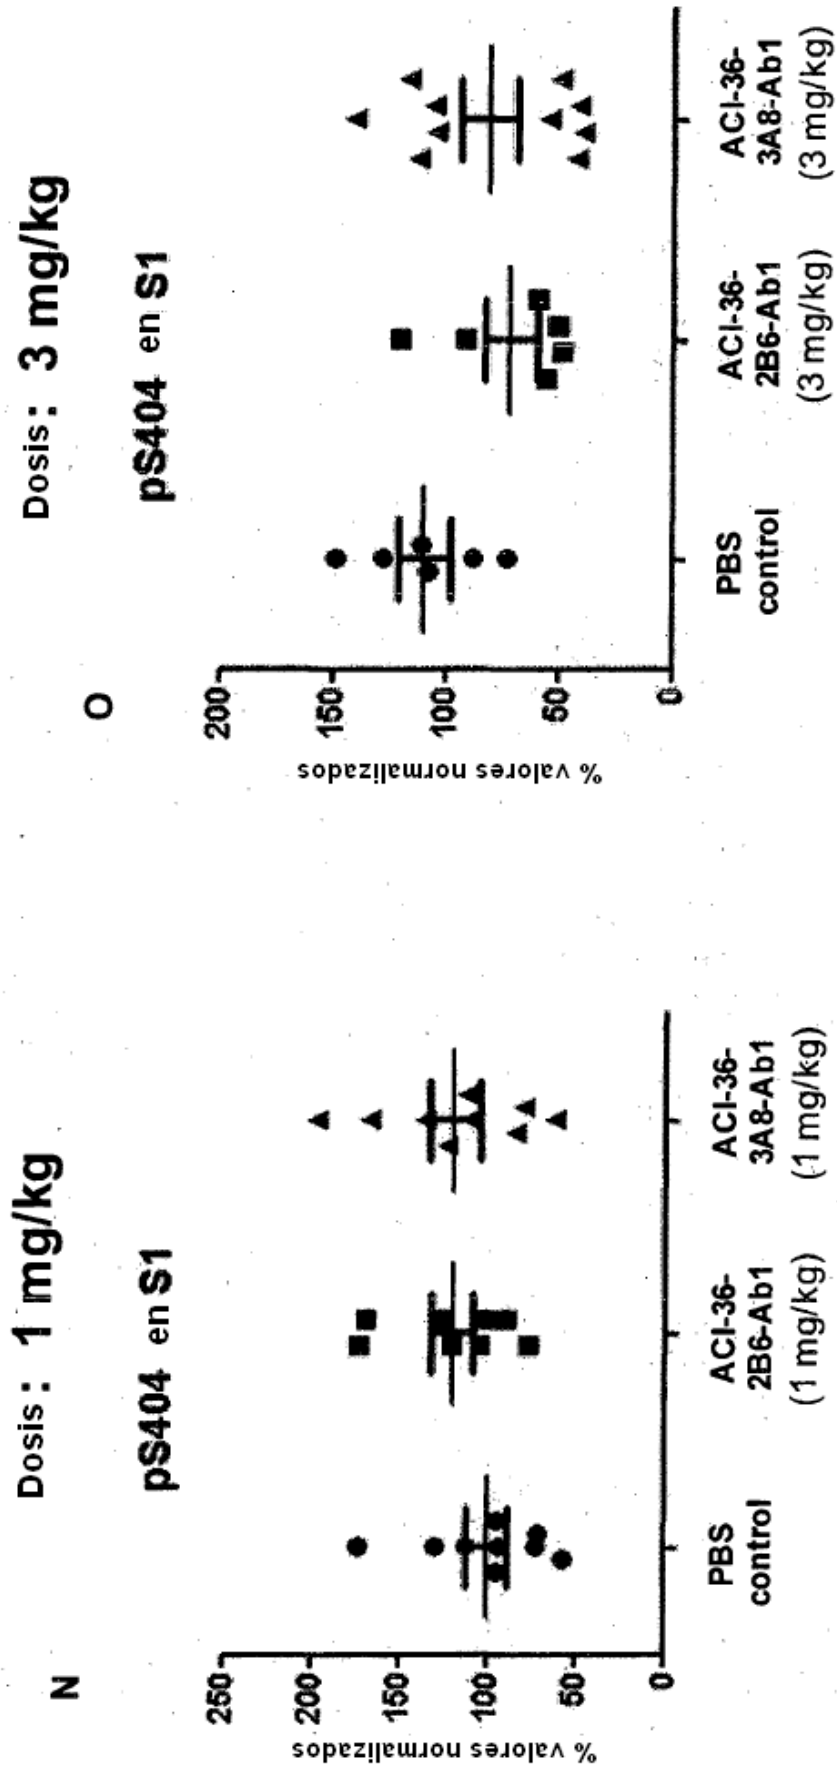 N
Dosis: 1 mg/kg
pS404 en S1
% valores normalizados
250
200
150
100
50
0
PBS
control
ACI-36-
2B6-Ab1
(1 mg/kg)
ACI-36-
3A8-Ab1
(1 mg/kg)
O
Dosis: 3 mg/kg
pS404 en S1
% valores normalizados
200
150
100
50
0
PBS
control
ACI-36-
2B6-Ab1
(3 mg/kg)
ACI-36-
3A8-Ab1
(3 mg/kg)